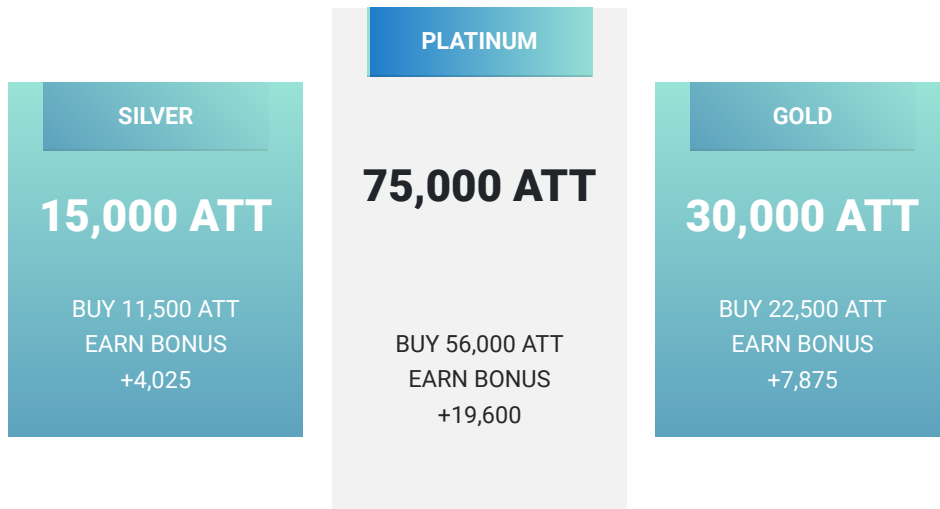 SILVER
15,000 ATT
BUY 11,500 ATT
EARN BONUS
+4,025
PLATINUM
75,000 ATT
BUY 56,000 ATT
EARN BONUS
+19,600
GOLD
30,000 ATT
BUY 22,500 ATT
EARN BONUS
+7,875